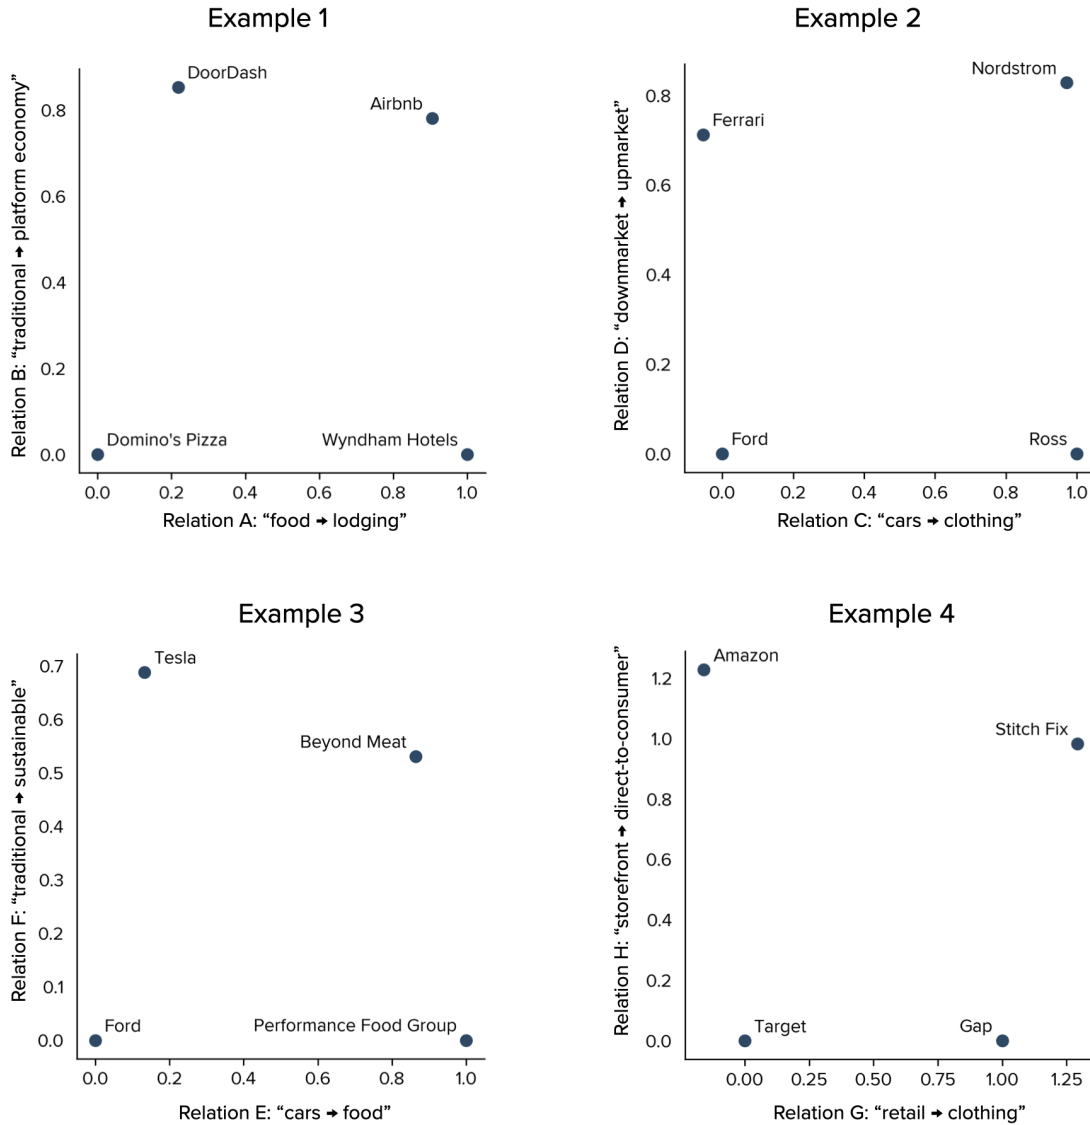 Example 1
Relation B: “traditional → platform economy”
0.8
0.6
0.4
0.2
0.0
DoorDash
Airbnb
Domino's Pizza
Wyndham Hotels
0.0 0.2 0.4 0.6 0.8 1.0
Relation A: “food → lodging”
Example 2
Relation D: “downmarket → upmarket”
0.8
0.6
0.4
0.2
0.0
Nordstrom
Ferrari
Ford
Ross
0.0 0.2 0.4 0.6 0.8 1.0
Relation C: “cars → clothing”
Example 3
Relation F: “traditional → sustainable”
0.7
0.6
0.5
0.4
0.3
0.2
0.1
0.0
Tesla
Beyond Meat
Ford
Performance Food Group
0.0 0.2 0.4 0.6 0.8 1.0
Relation E: “cars → food”
Example 4
Relation H: “storefront → direct-to-consumer”
1.2
1.0
0.8
0.6
0.4
0.2
0.0
Amazon
Stitch Fix
Target
Gap
0.00 0.25 0.50 0.75 1.00 1.25
Relation G: “retail → clothing”